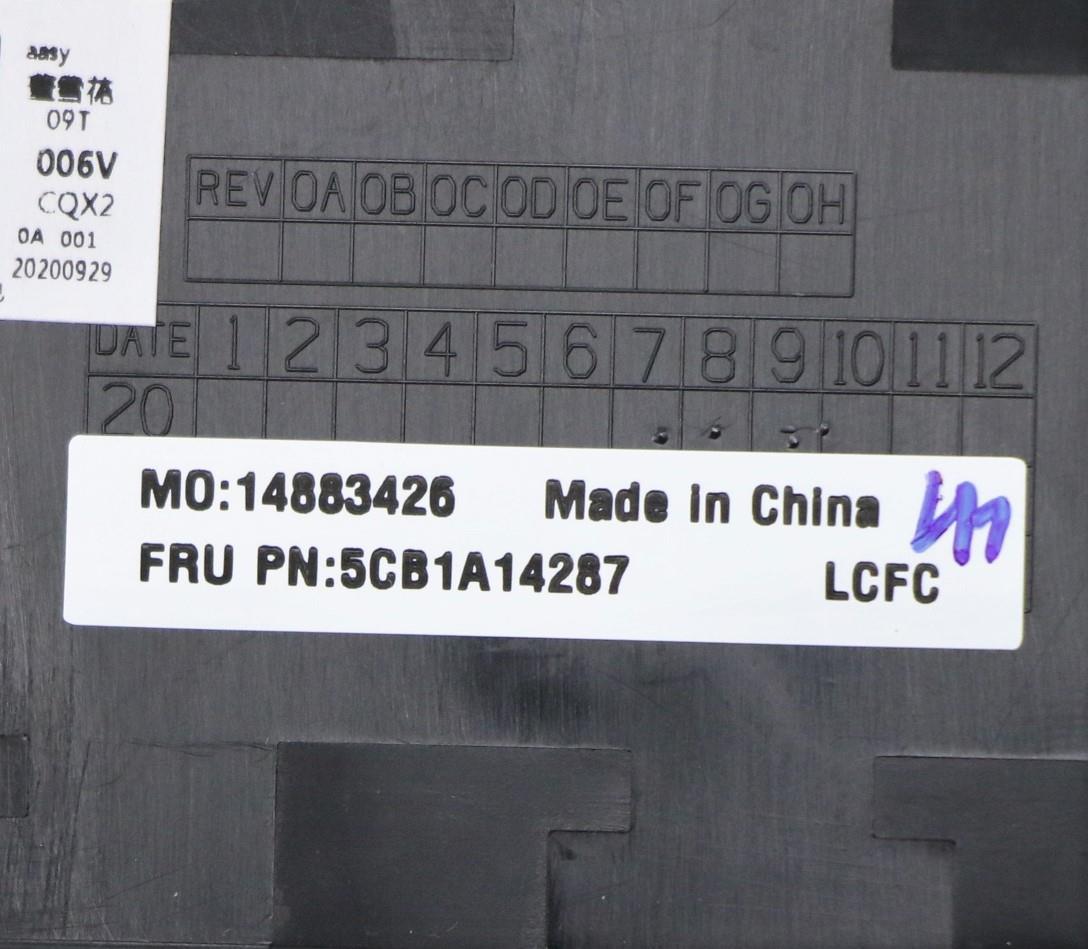 assy
09T
006V
CQX2
0A 001
20200929
REV 0A 0B 0C 0D 0E 0F 0G 0H
DATE 1 2 3 4 5 6 7 8 9 10 11 12
20
MO:14883426 Made in China
FRU PN:5CB1A14287 LCFC